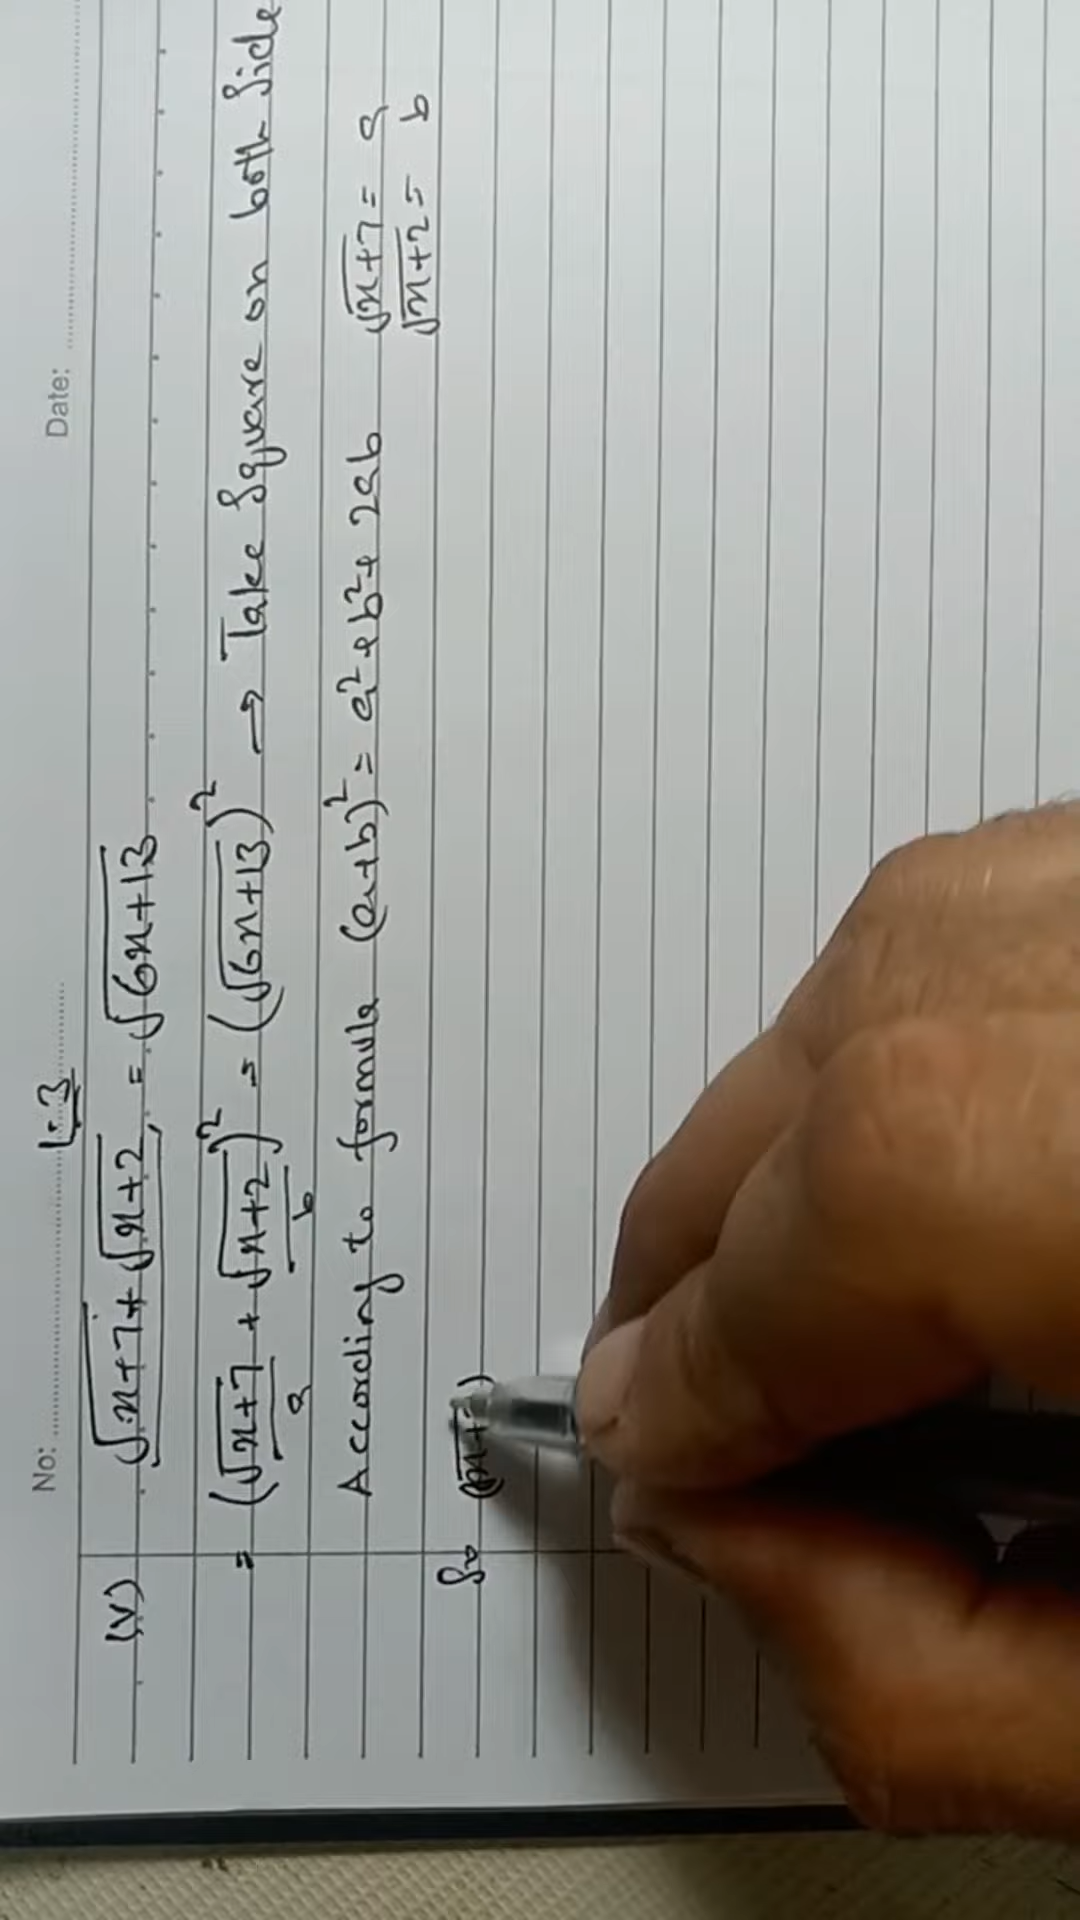 No: 1.3 Date:
(V) √x+7 + √x+2, = √6x+13
= (√x+7 + √x+2)² = (√6x+13)² → Take Square on both Side
a b
According to formula (a+b)² = a²+b²+2ab √x+7 = a
√x+2 = b
So (√x+